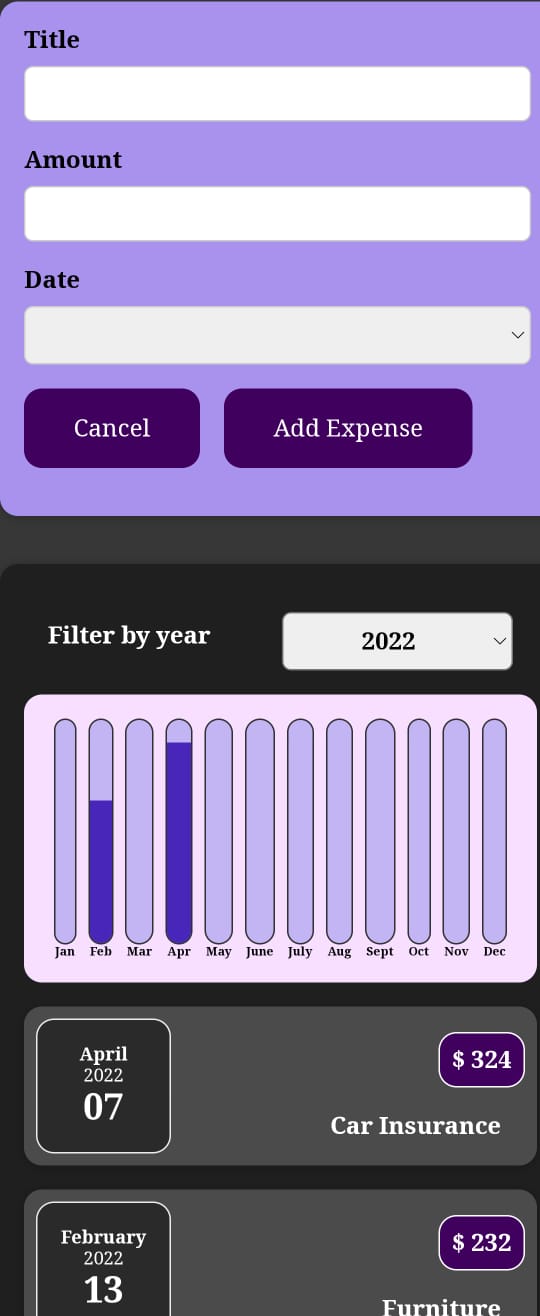 Title
Amount
Date
Cancel Add Expense
Filter by year 2022
Jan Feb Mar Apr May June July Aug Sept Oct Nov Dec
April
2022
07
$ 324
Car Insurance
February
2022
13
$ 232
Furniture